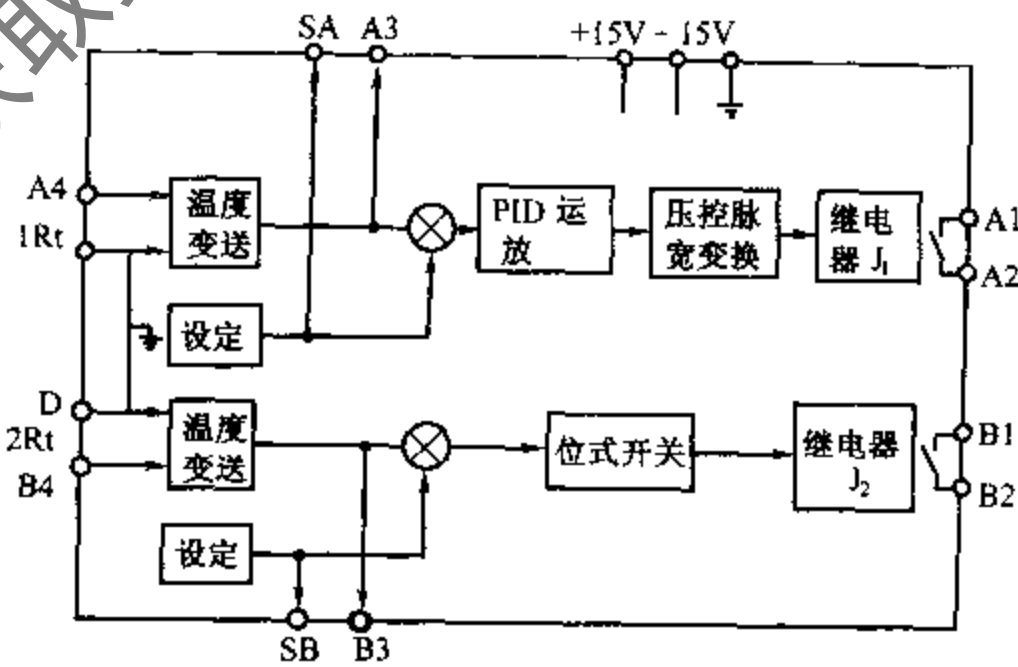 SA A3 +15V - 15V
A4
1Rt
温度
变送
PID 运
放
压控脉
宽变换
继电
器 J1
A1
A2
设定
D
2Rt
B4
温度
变送
位式开关
继电器
J2
B1
B2
设定
SB B3